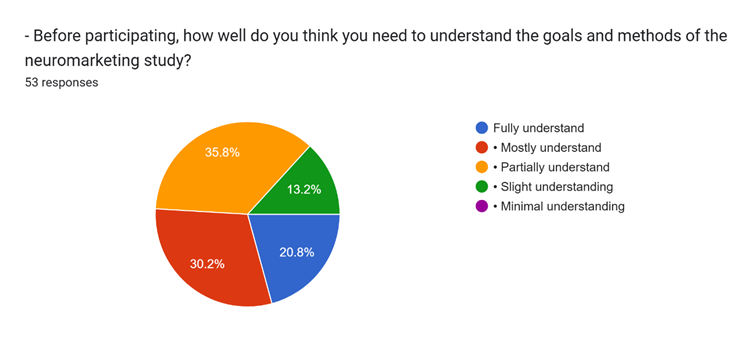 - Before participating, how well do you think you need to understand the goals and methods of the
neuromarketing study?
53 responses
Fully understand
• Mostly understand
• Partially understand
• Slight understanding
• Minimal understanding
35.8%
13.2%
20.8%
30.2%